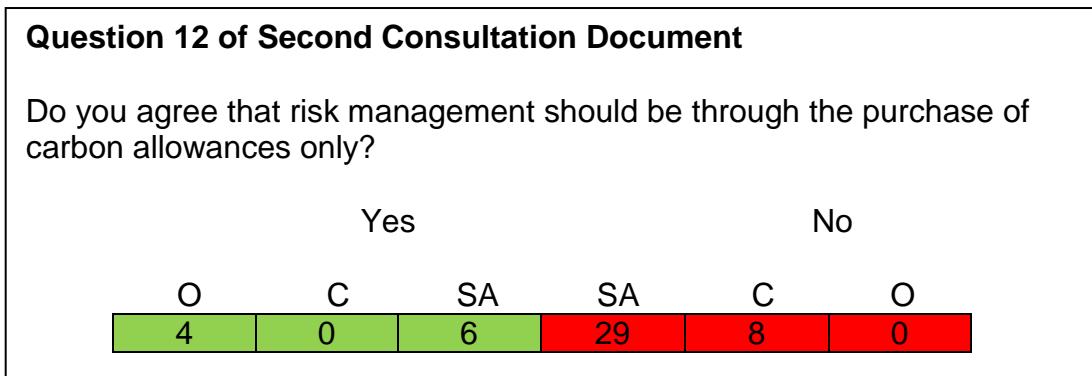 Question 12 of Second Consultation Document
Do you agree that risk management should be through the purchase of
carbon allowances only?
Yes No
O C SA SA C O
4 0 6 29 8 0